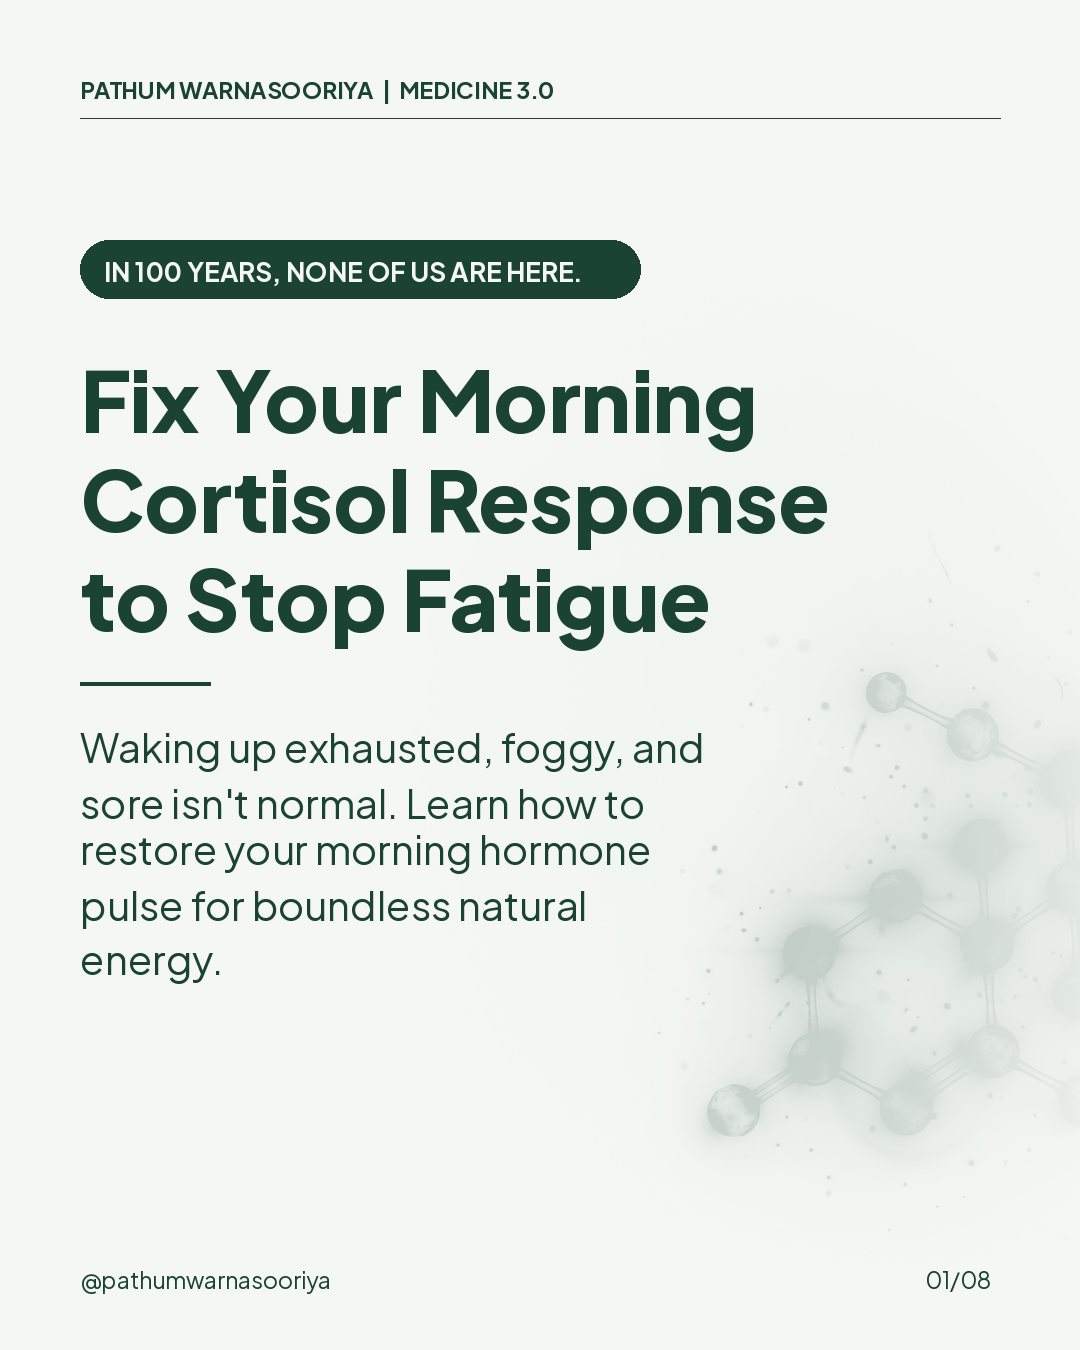 PATHUM WARNASOORIYA | MEDICINE 3.0
IN 100 YEARS, NONE OF US ARE HERE.
Fix Your Morning
Cortisol Response
to Stop Fatigue
Waking up exhausted, foggy, and
sore isn't normal. Learn how to
restore your morning hormone
pulse for boundless natural
energy.
@pathumwarnasooriya
01/08